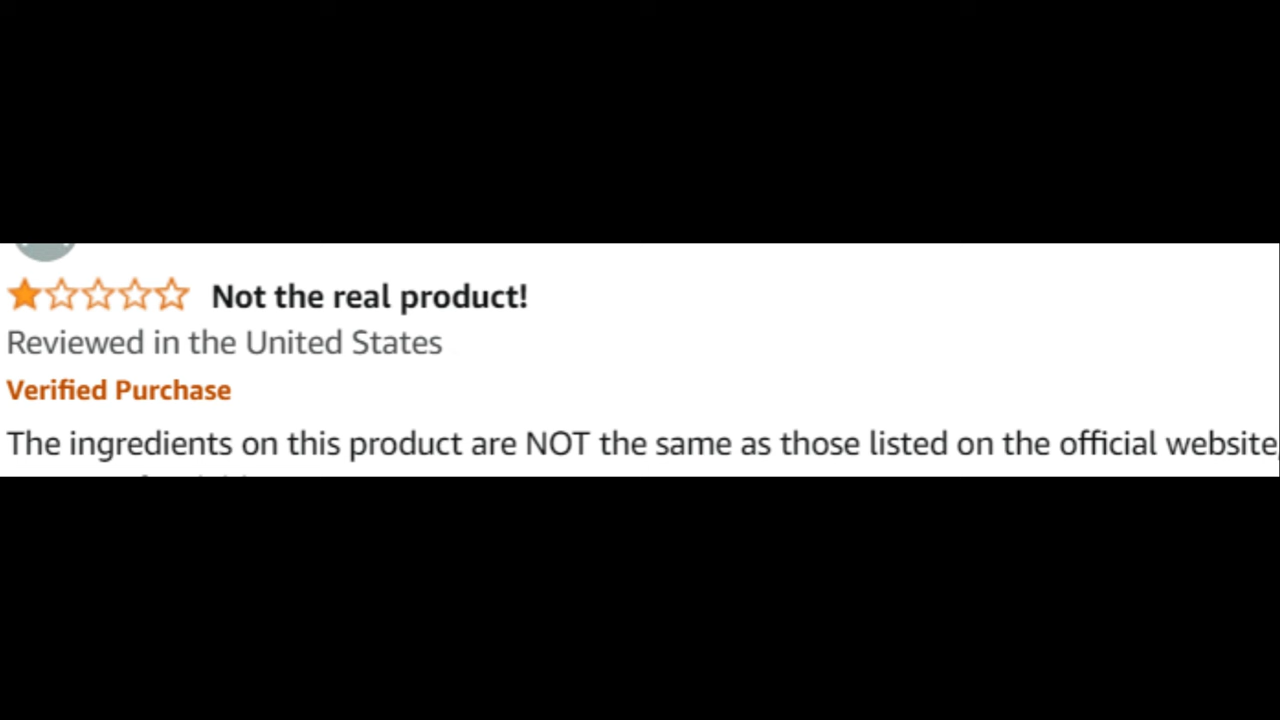 Not the real product!
Reviewed in the United States
Verified Purchase
The ingredients on this product are NOT the same as those listed on the official website,